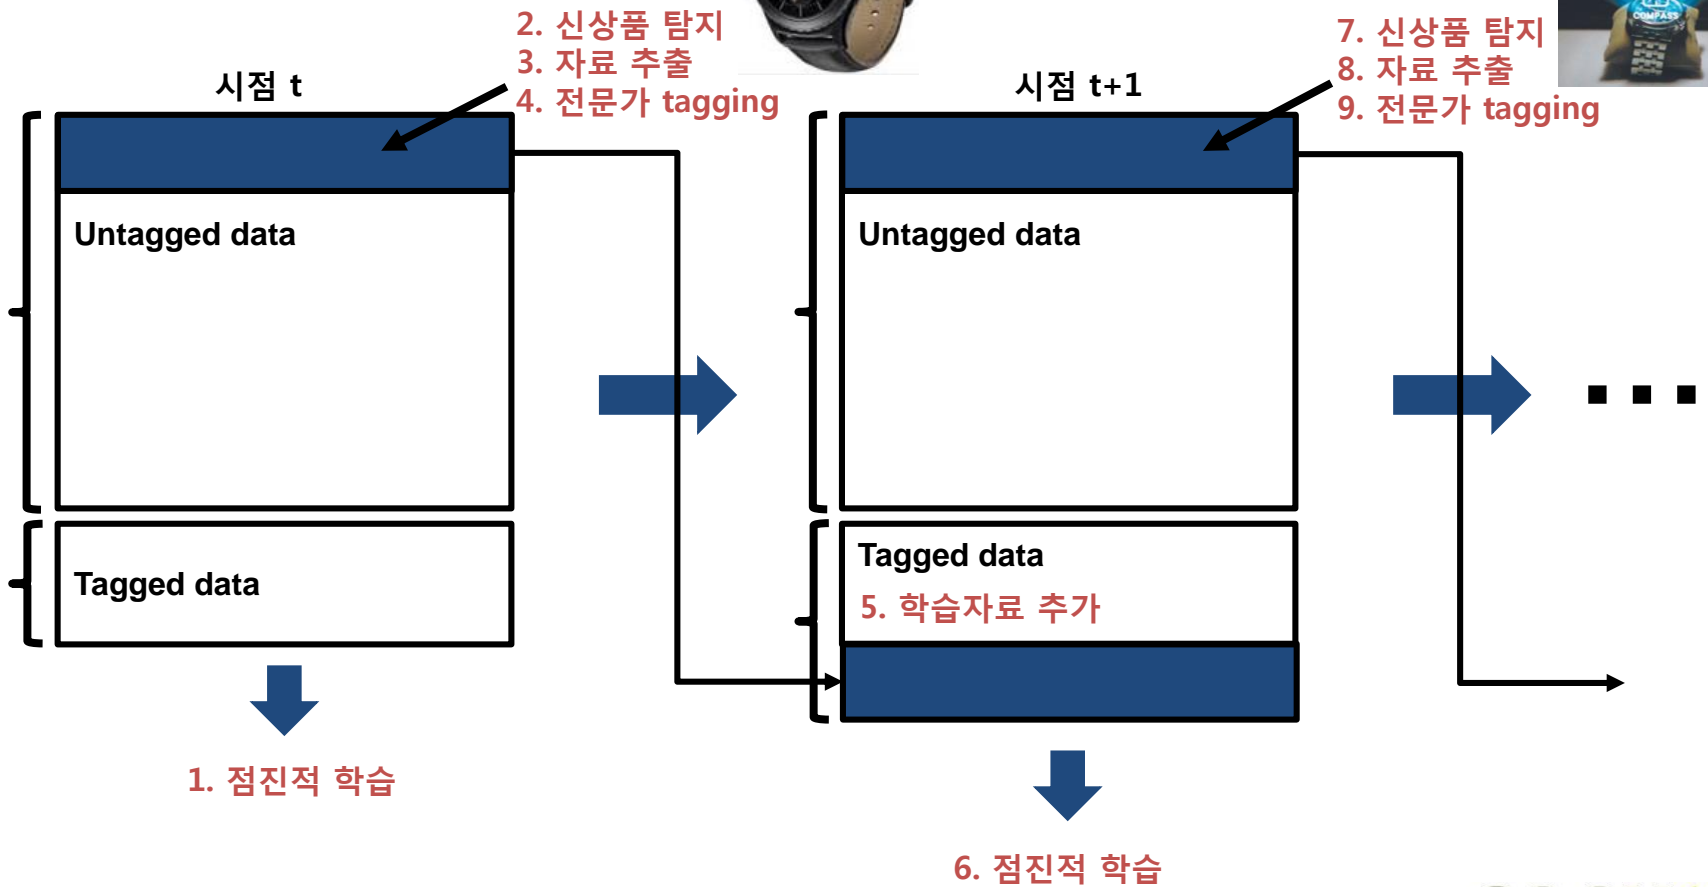 2. 신상품 탐지
3. 자료 추출
4. 전문가 tagging
시점 t
Untagged data
Tagged data
1. 점진적 학습
7. 신상품 탐지
8. 자료 추출
9. 전문가 tagging
COMPASS
시점 t+1
Untagged data
Tagged data
5. 학습자료 추가
6. 점진적 학습